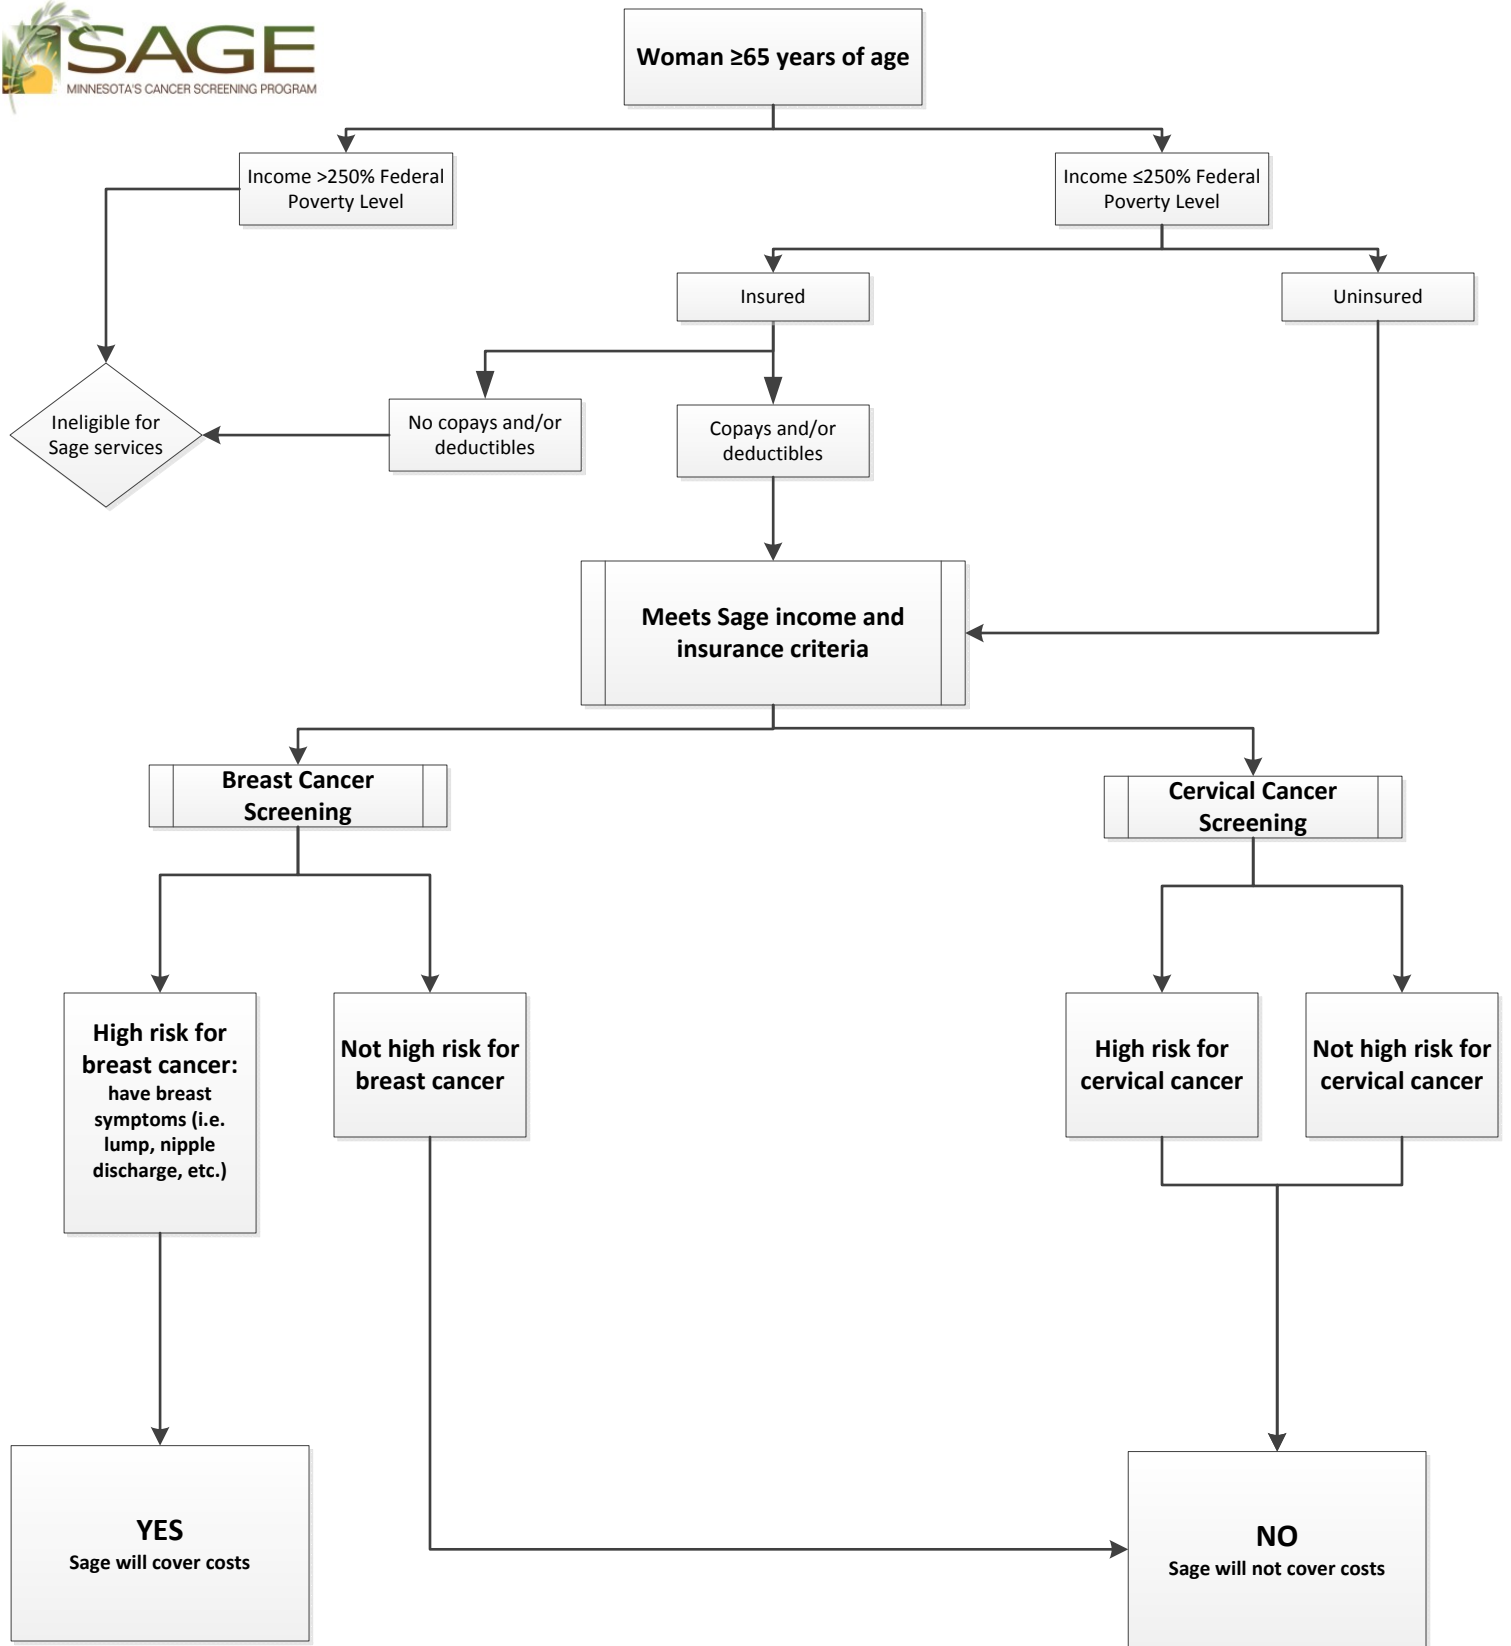 SAGE
MINNESOTA'S CANCER SCREENING PROGRAM
Woman ≥65 years of age
Income >250% Federal
Poverty Level
Income ≤250% Federal
Poverty Level
Insured
Uninsured
Ineligible for
Sage services
No copays and/or
deductibles
Copays and/or
deductibles
Meets Sage income and
insurance criteria
Breast Cancer
Screening
Cervical Cancer
Screening
High risk for
breast cancer:
have breast
symptoms (i.e.
lump, nipple
discharge, etc.)
Not high risk for
breast cancer
High risk for
cervical cancer
Not high risk for
cervical cancer
YES
Sage will cover costs
NO
Sage will not cover costs